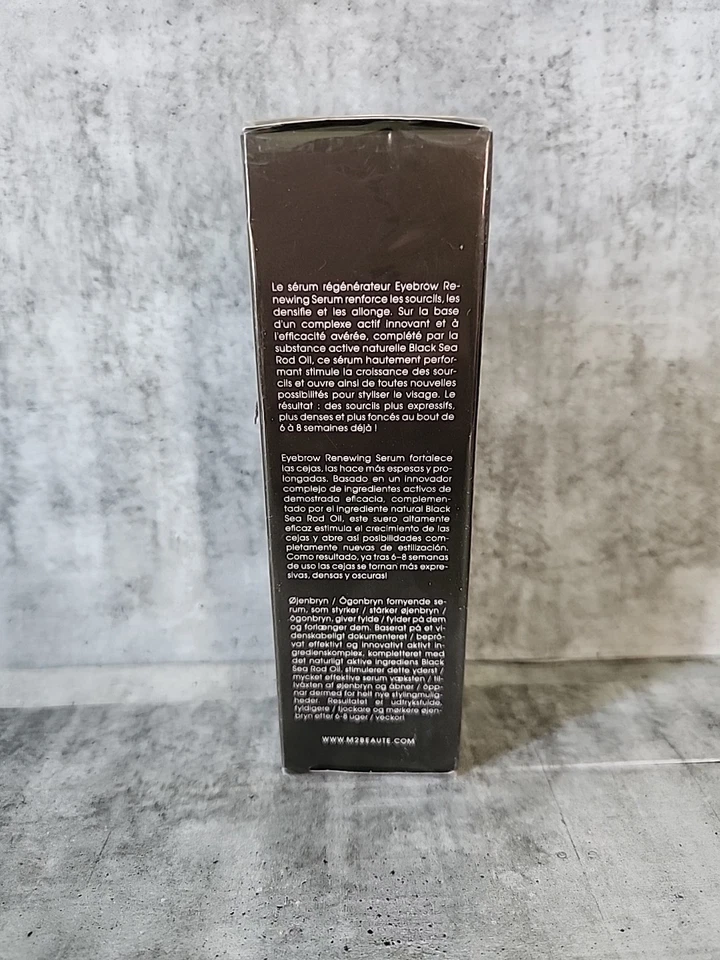 Le sérum régénérateur Eyebrow Re-
newing Serum renforce les sourcils, les
densifie et les allonge. Sur la base
d'un complexe actif innovant et à
l'efficacité avérée, complété par la
substance active naturelle Black Sea
Rod Oil, ce sérum hautement perfor-
mant stimule la croissance des sour-
cils et ouvre ainsi de toutes nouvelles
possibilités pour styliser le visage. Le
résultat : des sourcils plus expressifs,
plus denses et plus foncés au bout de
6 à 8 semaines déjà !
Eyebrow Renewing Serum fortalece
las cejas, las hace más espesas y pro-
longadas. Basado en un innovador
complejo de ingredientes activos de
demostrada eficacia, complemen-
tado por el ingrediente natural Black
Sea Rod Oil, este suero altamente
eficaz estimula el crecimiento de las
cejas y abre así posibilidades com-
pletamente nuevas de estilización.
Como resultado, ya tras 6–8 semanas
de uso las cejas se tornan más expre-
sivas, densas y oscuras!
Øjenbryn / Ögonbryn fornyende se-
rum, som styrker / stärker øjenbryn /
ögonbryn, giver fylde / fylder på dem
og forlænger dem. Baserat på et vi-
denskabeligt dokumenteret / beprö-
vat effektivt og innovativt aktivt in-
gredienskomplex, kompletteret med
det naturligt aktive ingrediens Black
Sea Rod Oil, stimulerer dette yderst /
mycket effektive serum væksten / til-
lväxten af øjenbryn og åbner / öpp-
nar dermed for helt nye stylingmulig-
heder. Resultatet er udtryksfulde,
fyldigere / tjockare og mørkere øjen-
bryn efter 6-8 uger / veckor!
WWW.M2BEAUTE.COM